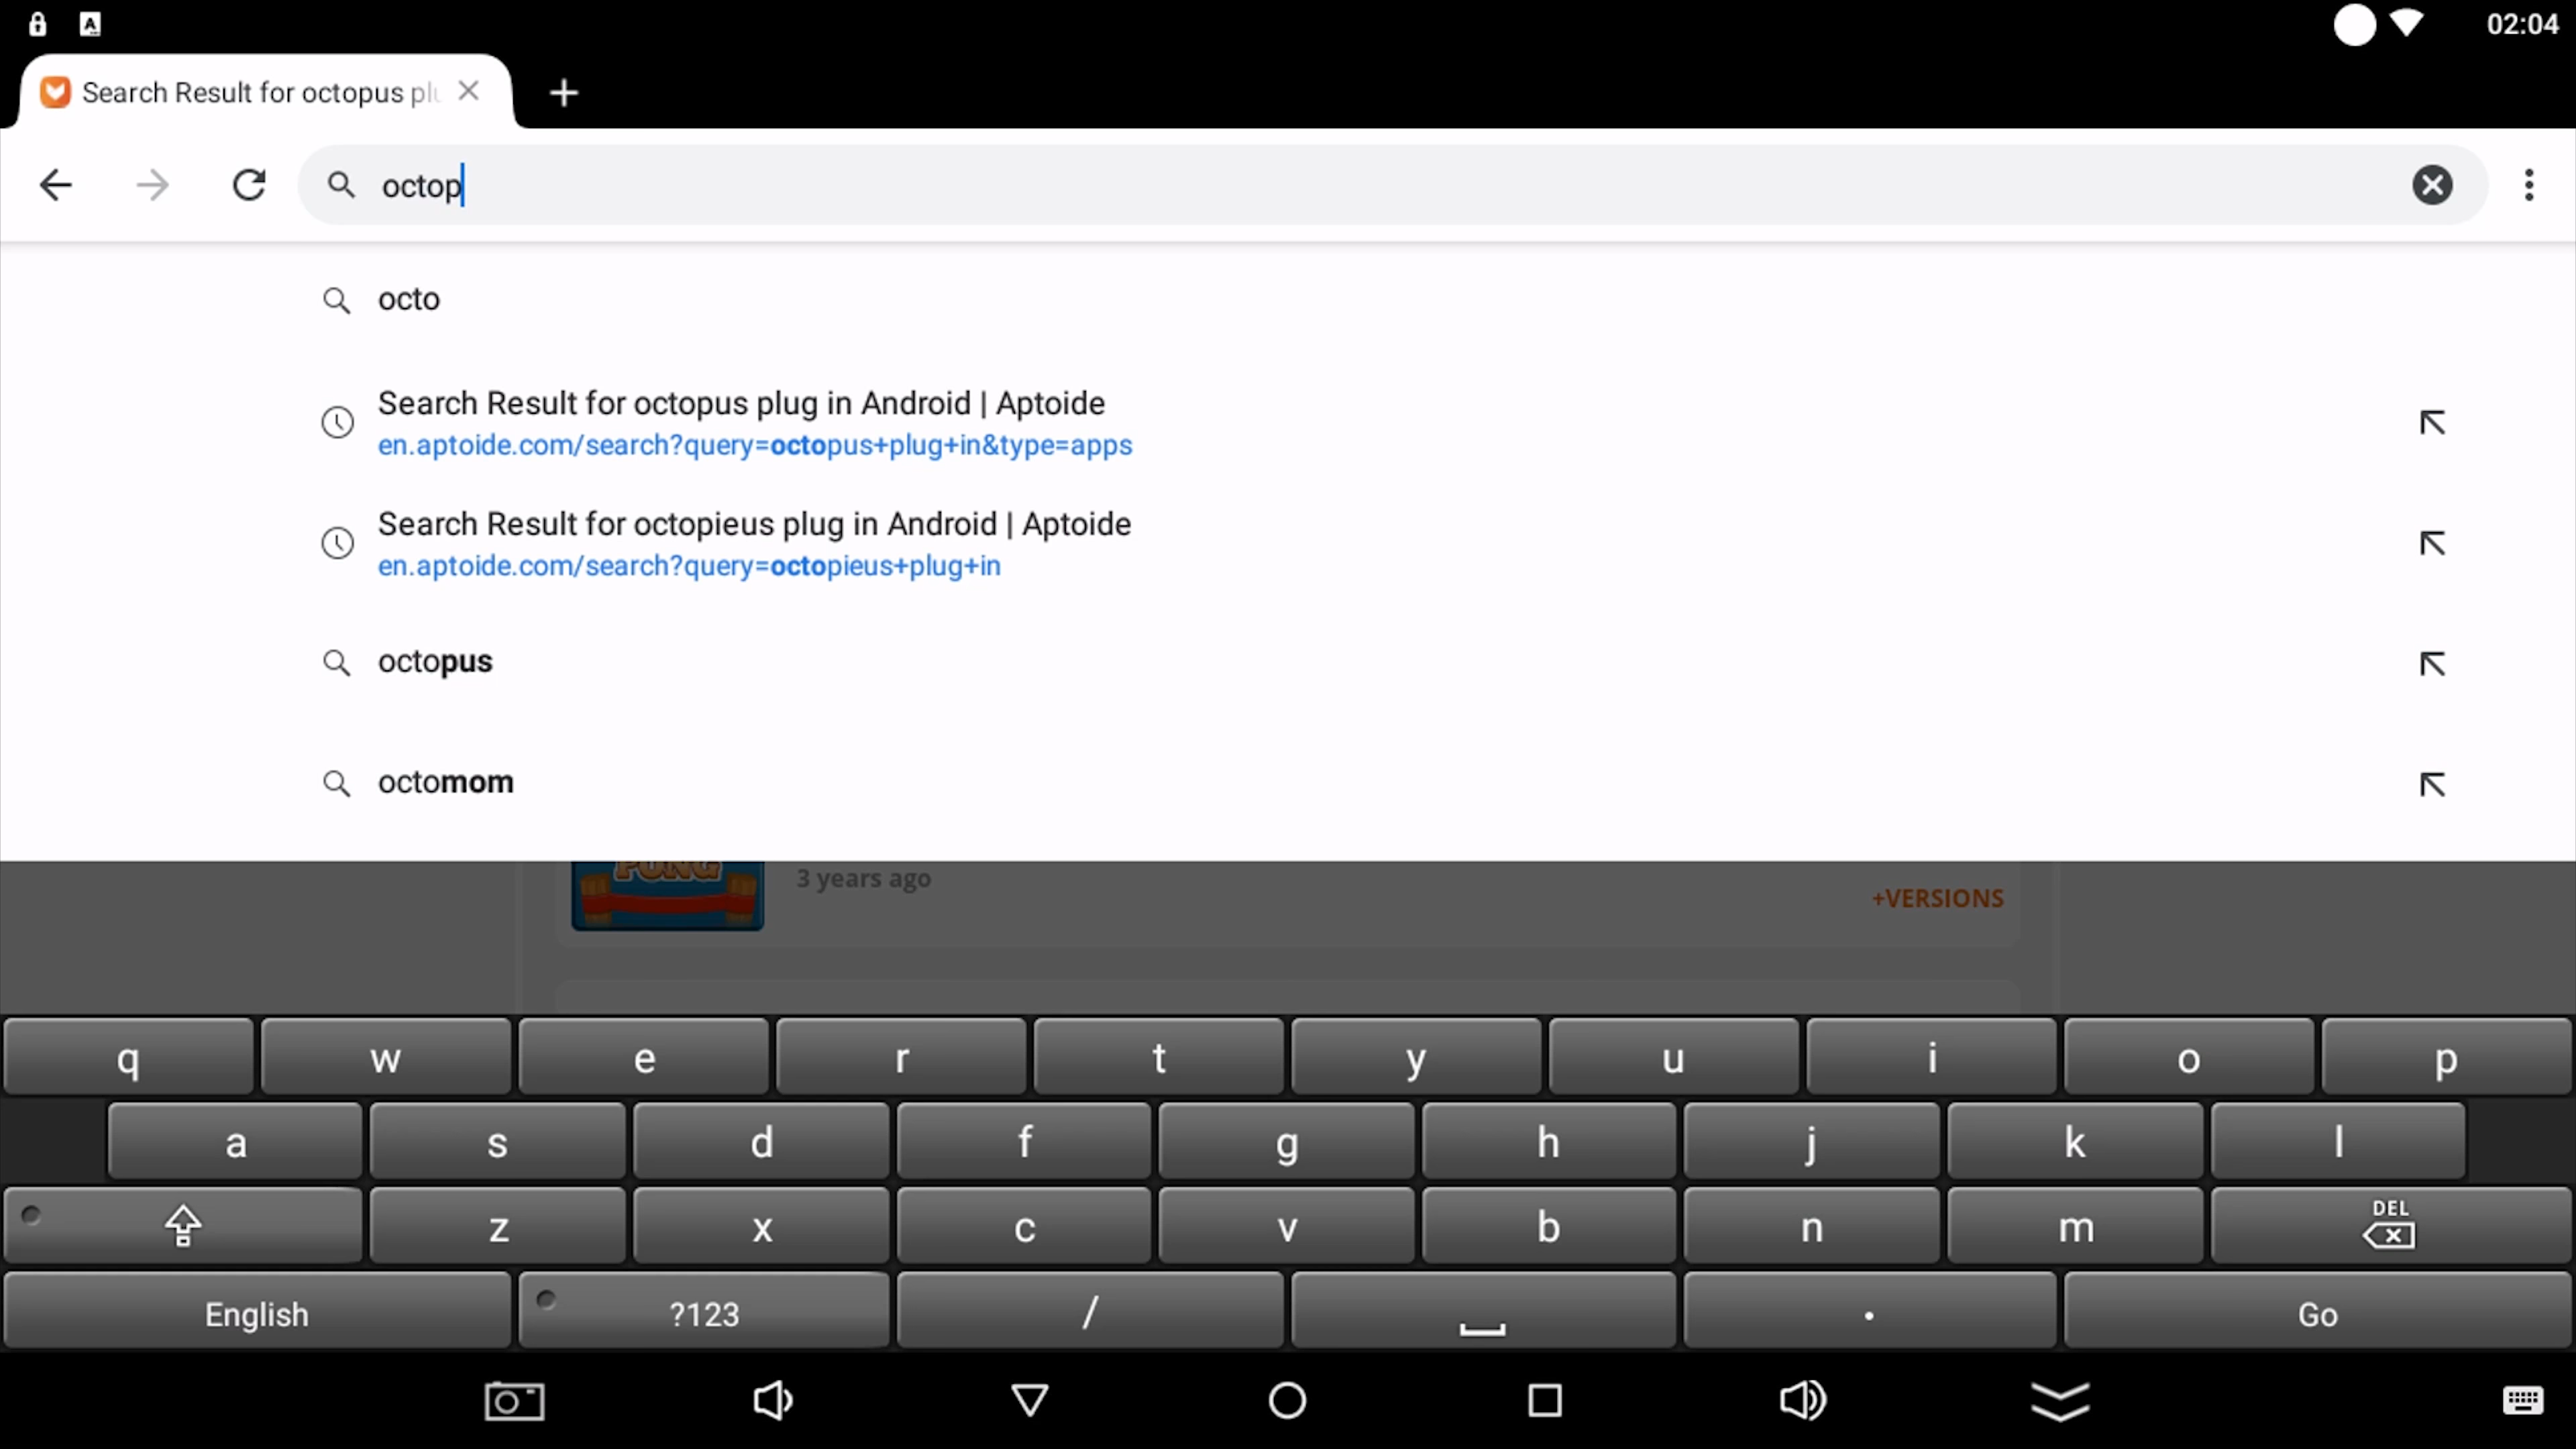 02:04
Search Result for octopus plu
octop
octo
Search Result for octopus plug in Android | Aptoide
en.aptoide.com/search?query=octopus+plug+in&type=apps
Search Result for octopieus plug in Android | Aptoide
en.aptoide.com/search?query=octopieus+plug+in
octopus
octomom
PONG
3 years ago
+VERSIONS
q w e r t y u i o p
a s d f g h j k l
z x c v b n m DEL
English ?123 / . Go